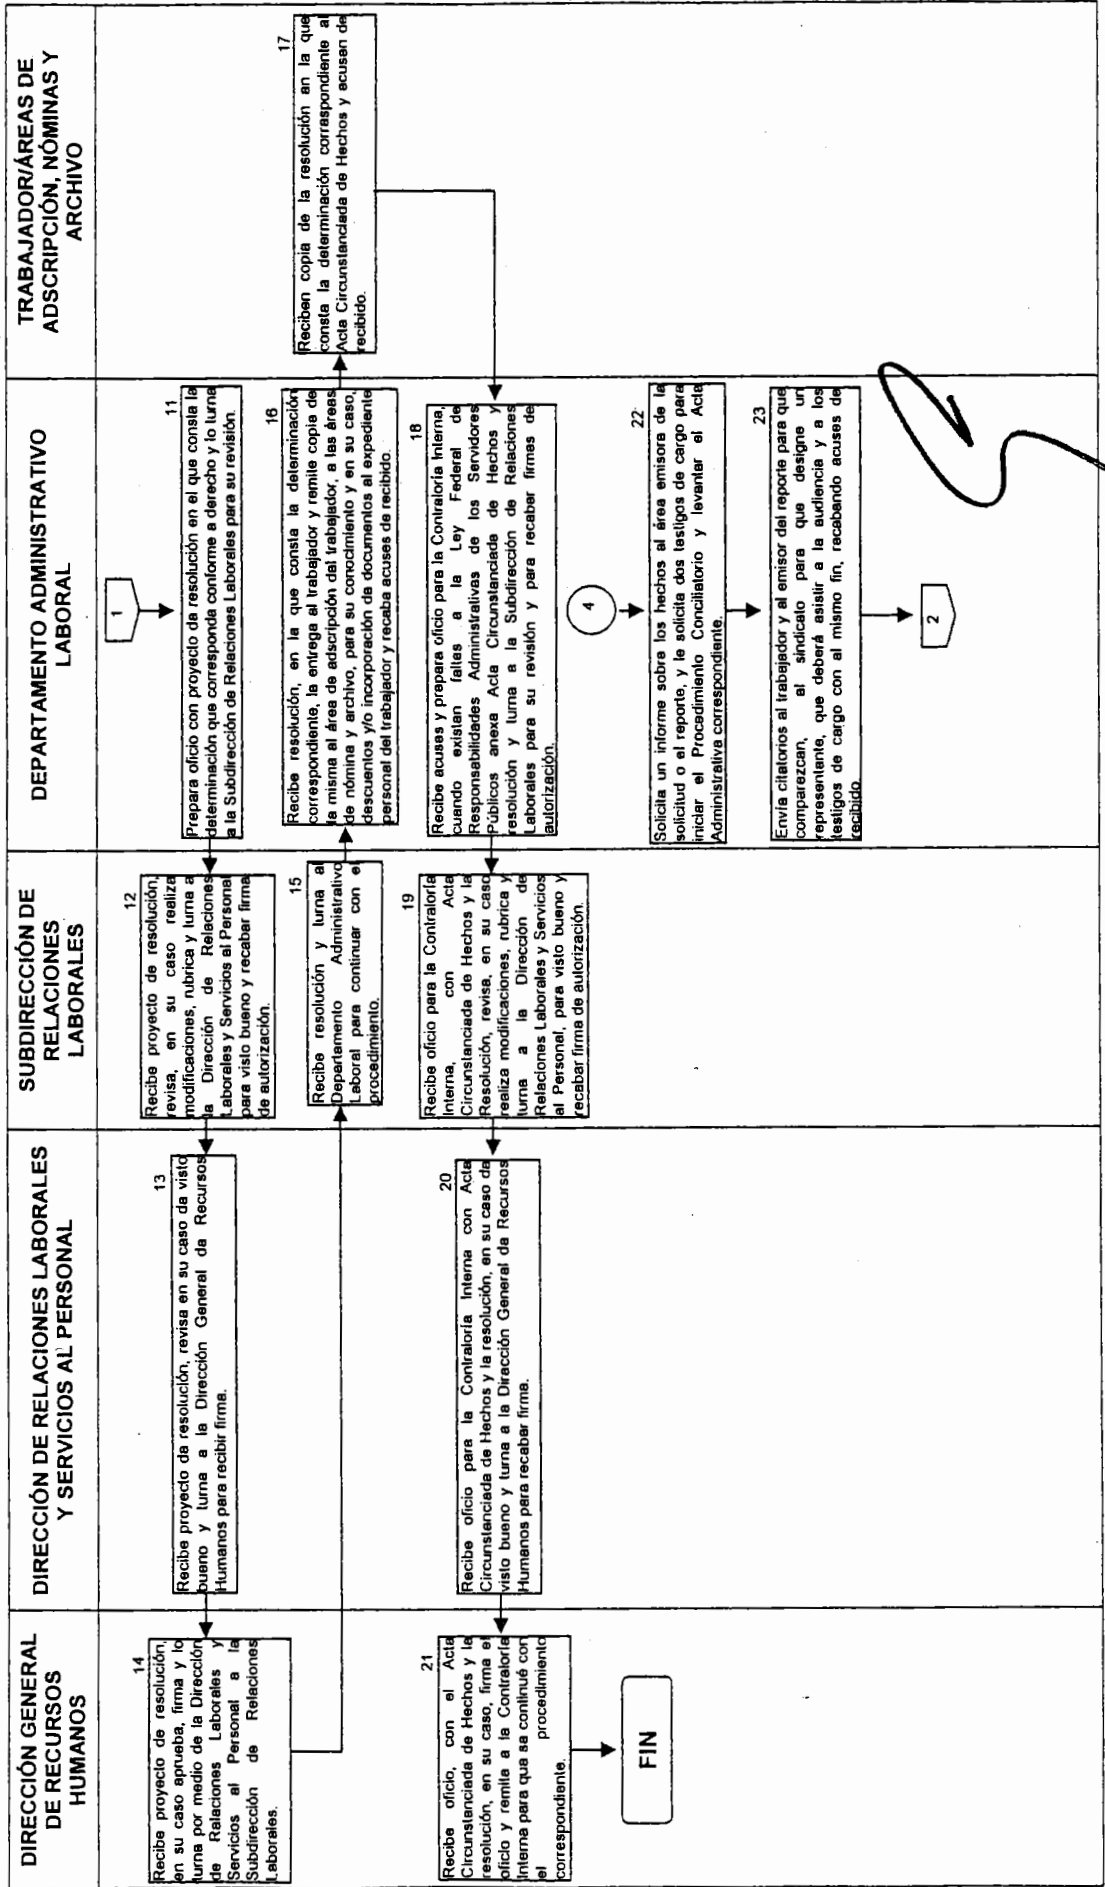 DIRECCIÓN GENERAL
DE RECURSOS
HUMANOS
DIRECCIÓN DE RELACIONES LABORALES
Y SERVICIOS AL PERSONAL
SUBDIRECCIÓN DE
RELACIONES
LABORALES
DEPARTAMENTO ADMINISTRATIVO
LABORAL
TRABAJADOR/ÁREAS DE
ADSCRIPCIÓN, NÓMINAS Y
ARCHIVO
1
11
Prepara oficio con proyecto da resolución en el que consta la
determinación que corresponda conforme a derecho y lo turna
a la Subdirección de Relaciones Laborales para su revisión.
12
Recibe proyecto de resolución,
revisa, en su caso realiza
modificaciones, rubrica y turna a
la Dirección de Relaciones
Laborales y Servicios al Personal
para visto bueno y recabar firma
de autorización.
13
Recibe proyecto da resolución, revisa en su caso da visto
bueno y turna a la Dirección General da Recursos
Humanos para recibir firma.
14
Recibe proyecto de resolución,
en su caso aprueba, firma y lo
turna por medio de la Dirección
de Relaciones Laborales y
Servicios al Personal a la
Subdirección de Relaciones
Laborales.
15
Recibe resolución y turna al
Departamento Administrativo
Laboral para continuar con el
procedimiento.
16
Recibe resolución, en la que consta la determinación
correspondiente, la entrega al trabajador y remite copia de
la misma al área de adscripción del trabajador, a las áreas
de nómina y archivo, para su conocimiento y en su caso,
descuentos y/o incorporación da documentos al expediente
personal del trabajador y recaba acuses de recibido.
17
Reciben copia de la resolución an la que
consta la determinación correspondiente al
Acta Circunstanciada de Hechos y acusen de
recibido.
18
Recibe acuses y prepara oficio para la Contraloría Interna,
cuando existan faltas a la Ley Federal de
Responsabilidades Administrativas de los Servidores
Públicos anexa Acta Circunstanciada de Hechos y
resolución y turna a la Subdirección de Relaciones
Laborales para su revisión y para recabar firmas de
autorización.
19
Recibe oficio para la Contraloría
Interna, con Acta
Circunstanciada de Hechos y la
Resolución, revisa, en su caso
realiza modificaciones, rubrica y
turna a la Dirección de
Relaciones Laborales y Servicios
al Personal, para visto bueno y
recabar firma de autorización.
20
Recibe oficio para la Contraloría Interna con Acta
Circunstanciada de Hechos y la resolución, en su caso da
visto bueno y turna a la Dirección General da Recursos
Humanos para recabar firma.
21
Recibe oficio, con el Acta
Circunstanciada de Hechos y la
resolución, en su caso, firma el
oficio y remita a la Contraloría
Interna para que sa continué con
el procedimiento
correspondiente.
FIN
4
22
Solicita un informe sobre los hechos al área emisora de la
solicitud o el reporte, y le solicita dos testigos de cargo para
iniciar el Procedimiento Conciliatorio y levantar el Acta
Administrativa correspondiente.
23
Envía citatorios al trabajador y al emisor del reporte para que
comparezcan, al sindicato para que designe un
representante, que deberá asistir a la audiencia y a los
testigos de cargo con al mismo fin, recabando acuses de
recibido.
2